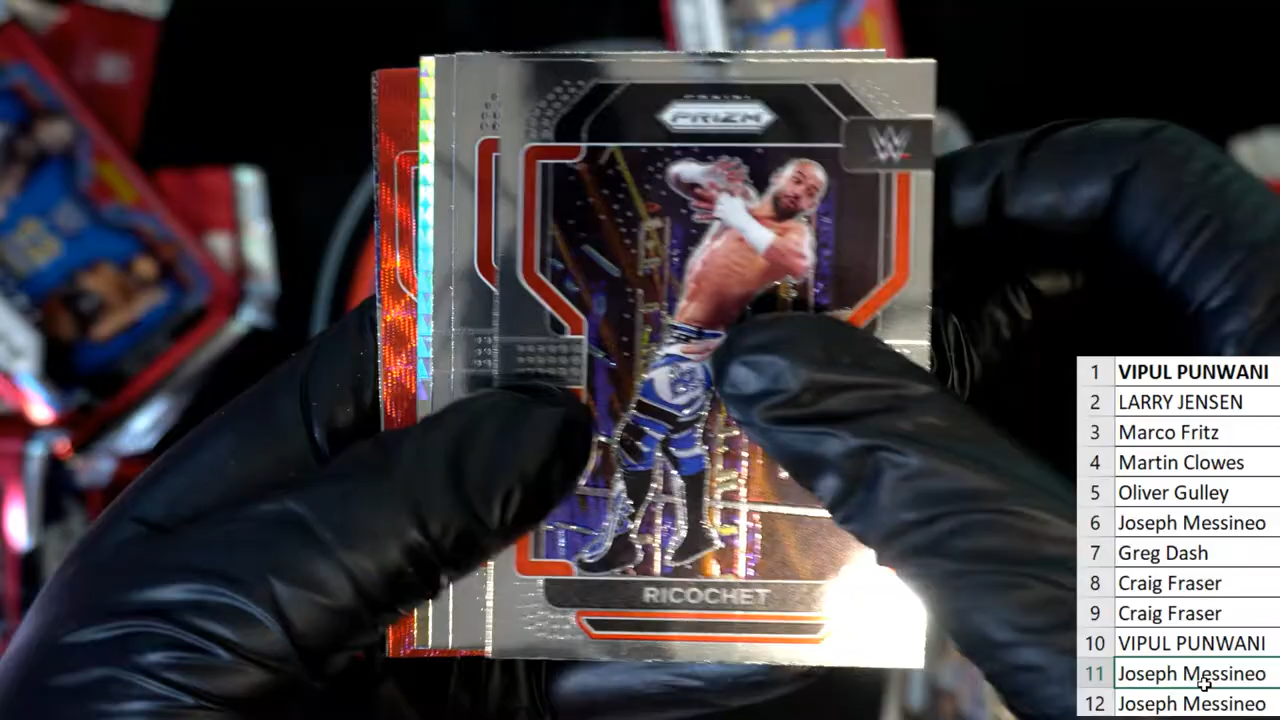 PANINI
PRIZM
W
RICOCHET
1 VIPUL PUNWANI
2 LARRY JENSEN
3 Marco Fritz
4 Martin Clowes
5 Oliver Gulley
6 Joseph Messineo
7 Greg Dash
8 Craig Fraser
9 Craig Fraser
10 VIPUL PUNWANI
11 Joseph Messineo
12 Joseph Messineo